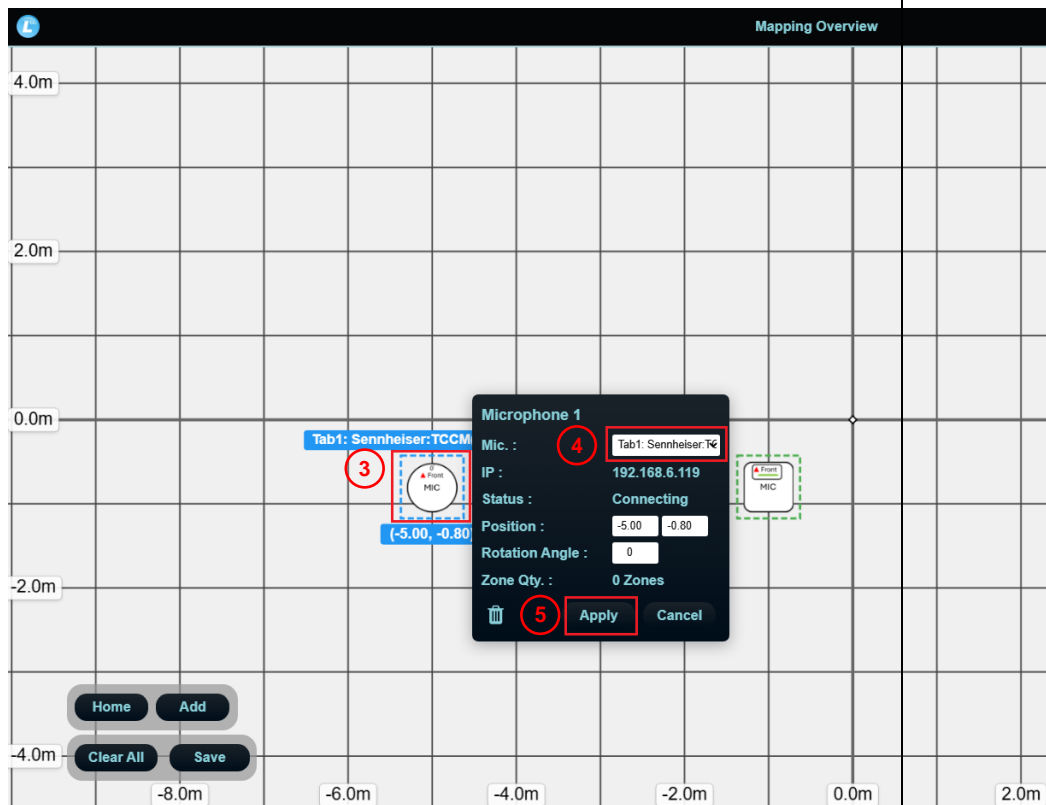 L
Mapping Overview
4.0m
2.0m
0.0m
-2.0m
-4.0m
-8.0m
-6.0m
-4.0m
-2.0m
0.0m
2.0m
Tab1: Sennheiser:TCCM
3
0
Front
MIC
(-5.00, -0.80)
Microphone 1
Mic. :
4
Tab1: Sennheiser:TC
IP :
192.168.6.119
Status :
Connecting
Position :
-5.00
-0.80
Rotation Angle :
0
Zone Qty. :
0 Zones
5
Apply
Cancel
Front
MIC
Home
Add
Clear All
Save